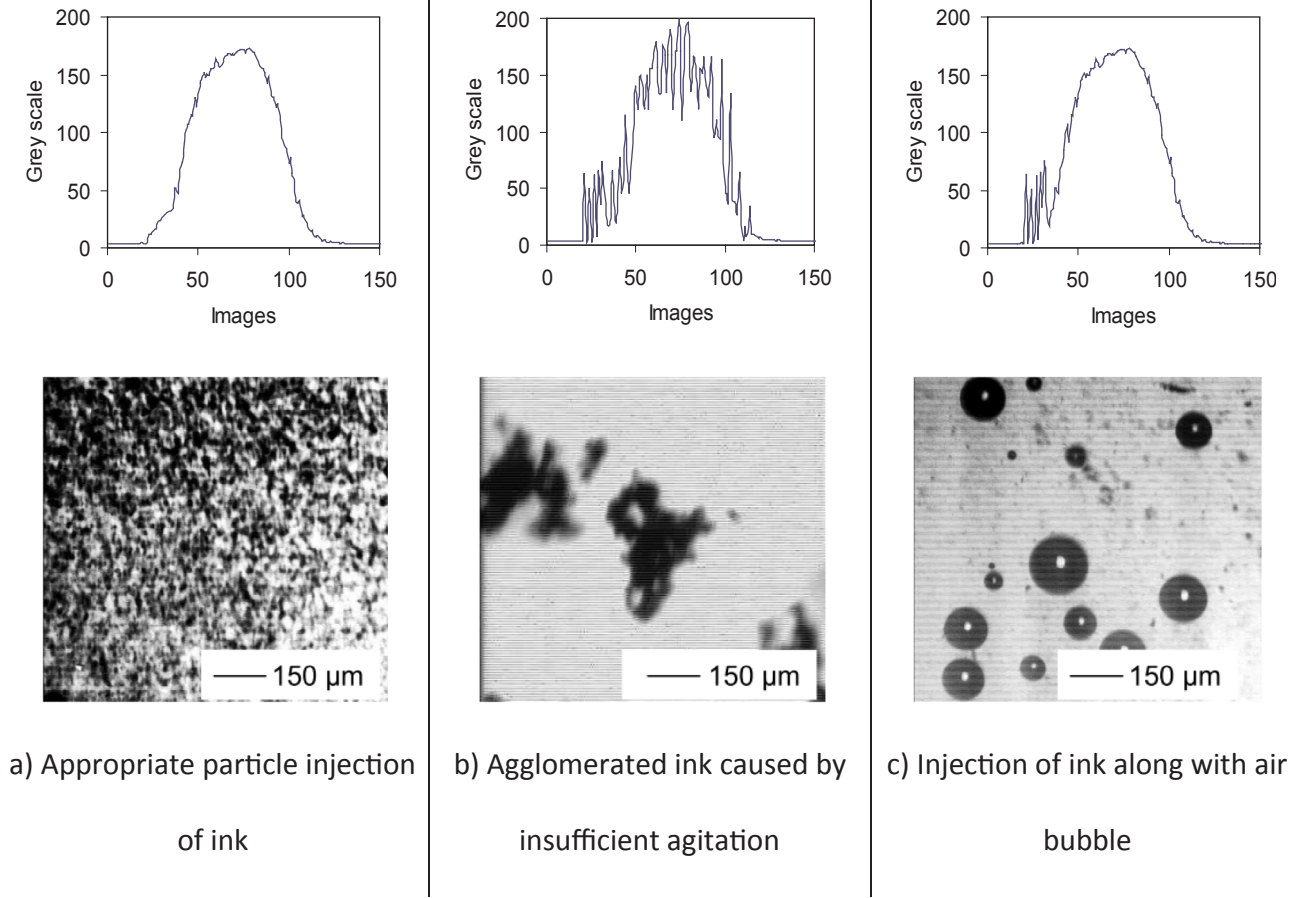 200
150
100
50
0
Grey scale
0 50 100 150
Images
150 µm
a) Appropriate particle injection
of ink
200
150
100
50
0
Grey scale
0 50 100 150
Images
150 µm
b) Agglomerated ink caused by
insufficient agitation
200
150
100
50
0
Grey scale
0 50 100 150
Images
150 µm
c) Injection of ink along with air
bubble